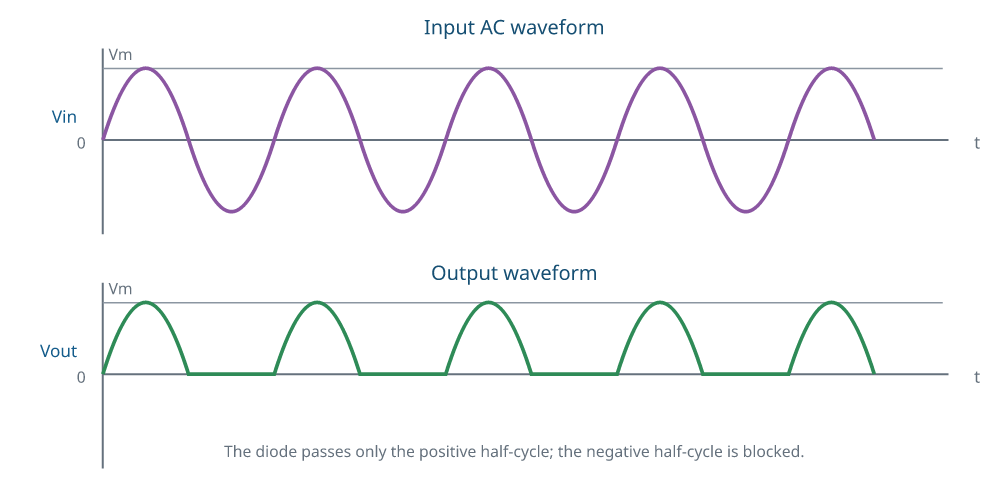 Input AC waveform
Vm
Vin
0
t
Output waveform
Vm
Vout
0
t
The diode passes only the positive half-cycle; the negative half-cycle is blocked.